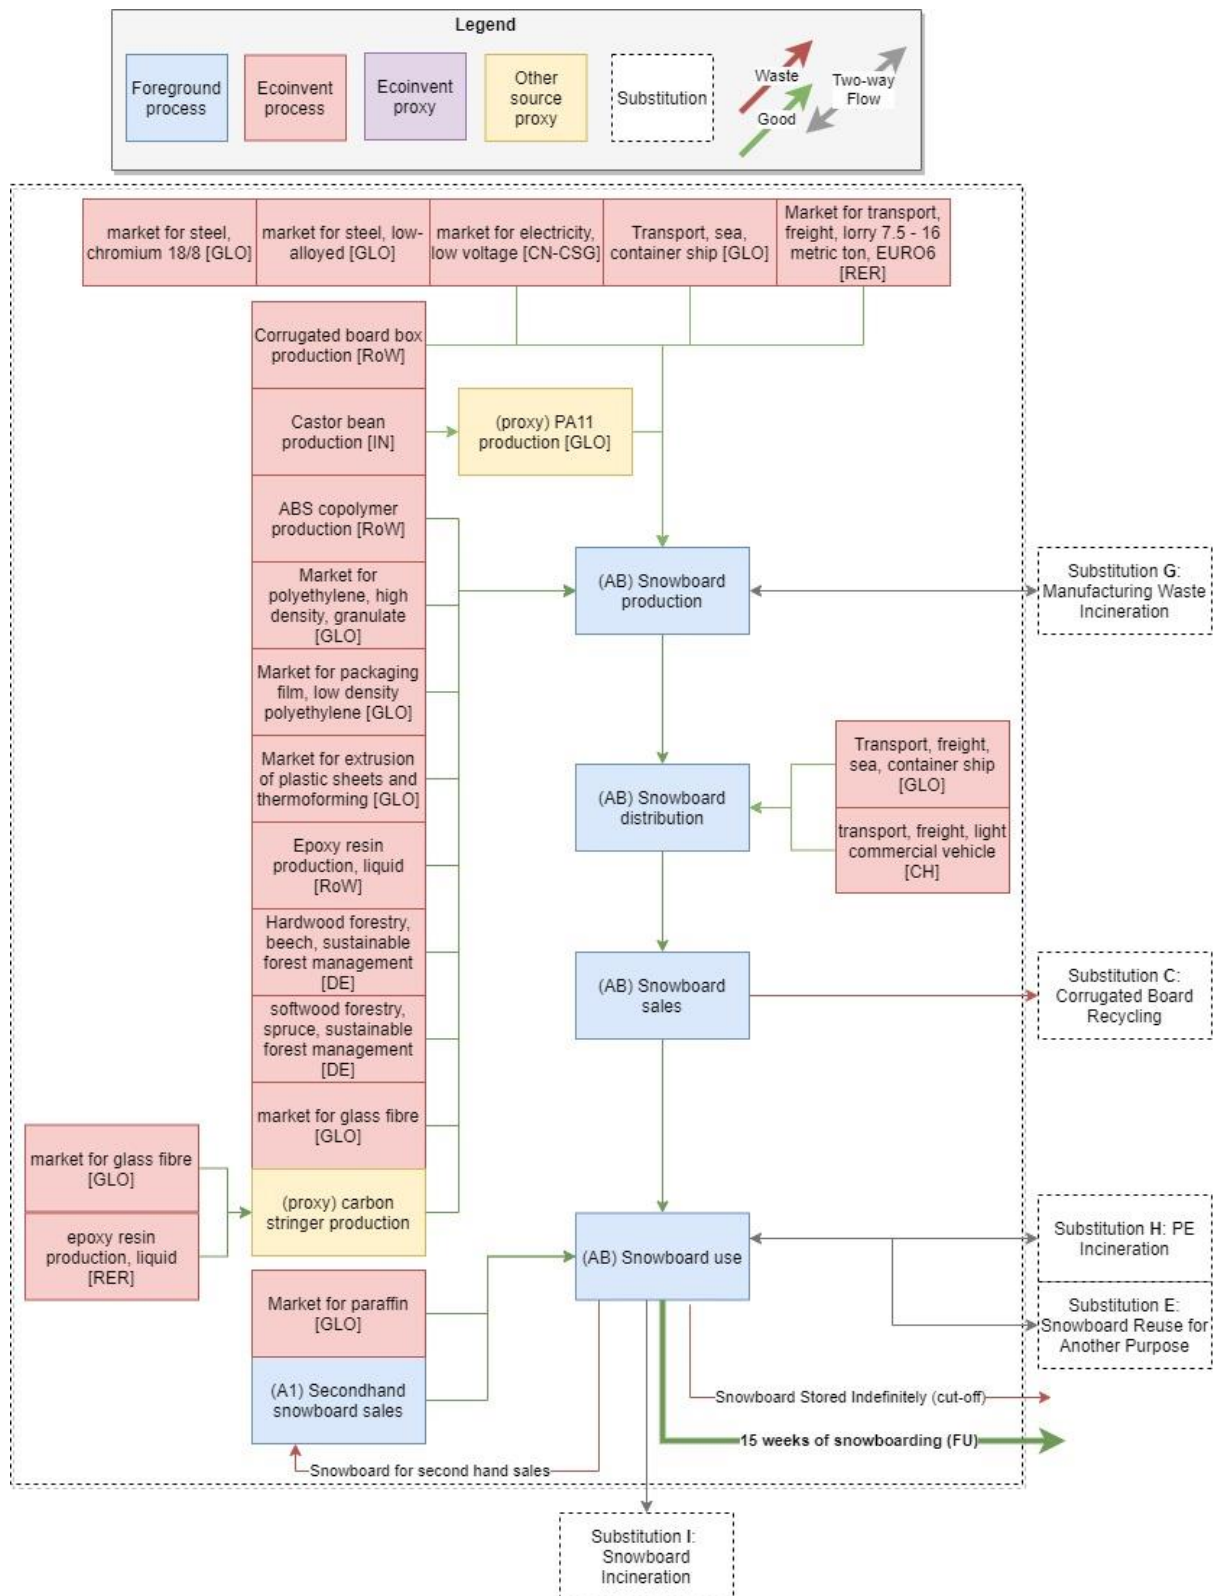 Legend
Foreground
process
Ecoinvent
process
Ecoinvent
proxy
Other
source
proxy
Substitution
Waste
Good
Two-way
Flow
market for steel,
chromium 18/8 [GLO]
market for steel, low-
alloyed [GLO]
market for electricity,
low voltage [CN-CSG]
Transport, sea,
container ship [GLO]
Market for transport,
freight, lorry 7.5 - 16
metric ton, EURO6
[RER]
Corrugated board box
production [RoW]
Castor bean
production [IN]
(proxy) PA11
production [GLO]
ABS copolymer
production [RoW]
Market for
polyethylene, high
density, granulate
[GLO]
(AB) Snowboard
production
Substitution G:
Manufacturing Waste
Incineration
Market for packaging
film, low density
polyethylene [GLO]
Market for extrusion
of plastic sheets and
thermoforming [GLO]
(AB) Snowboard
distribution
Transport, freight,
sea, container ship
[GLO]
transport, freight, light
commercial vehicle
[CH]
Epoxy resin
production, liquid
[RoW]
Hardwood forestry,
beech, sustainable
forest management
[DE]
(AB) Snowboard
sales
Substitution C:
Corrugated Board
Recycling
softwood forestry,
spruce, sustainable
forest management
[DE]
market for glass fibre
[GLO]
market for glass fibre
[GLO]
(proxy) carbon
stringer production
epoxy resin
production, liquid
[RER]
(AB) Snowboard use
Substitution H: PE
Incineration
Substitution E:
Snowboard Reuse for
Another Purpose
Market for paraffin
[GLO]
(A1) Secondhand
snowboard sales
Snowboard Stored Indefinitely (cut-off)
15 weeks of snowboarding (FU)
Snowboard for second hand sales
Substitution I:
Snowboard
Incineration